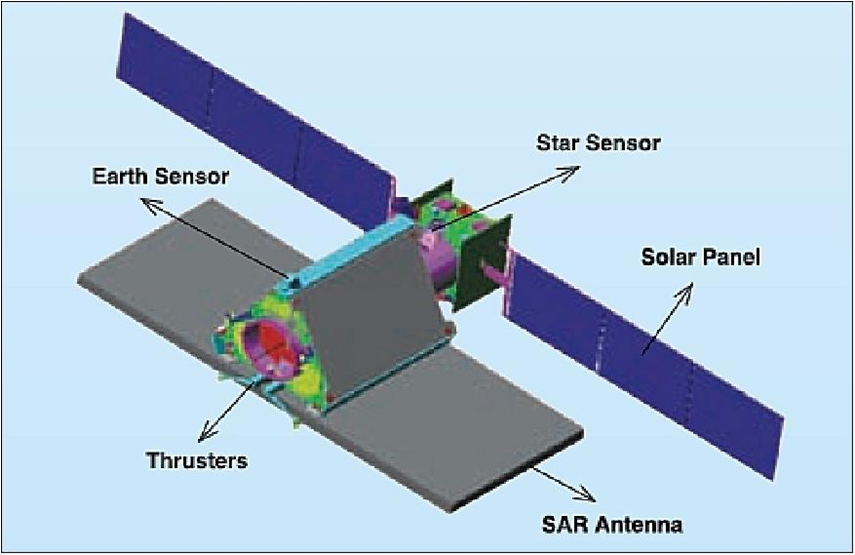 Star Sensor
Earth Sensor
Solar Panel
Thrusters
SAR Antenna